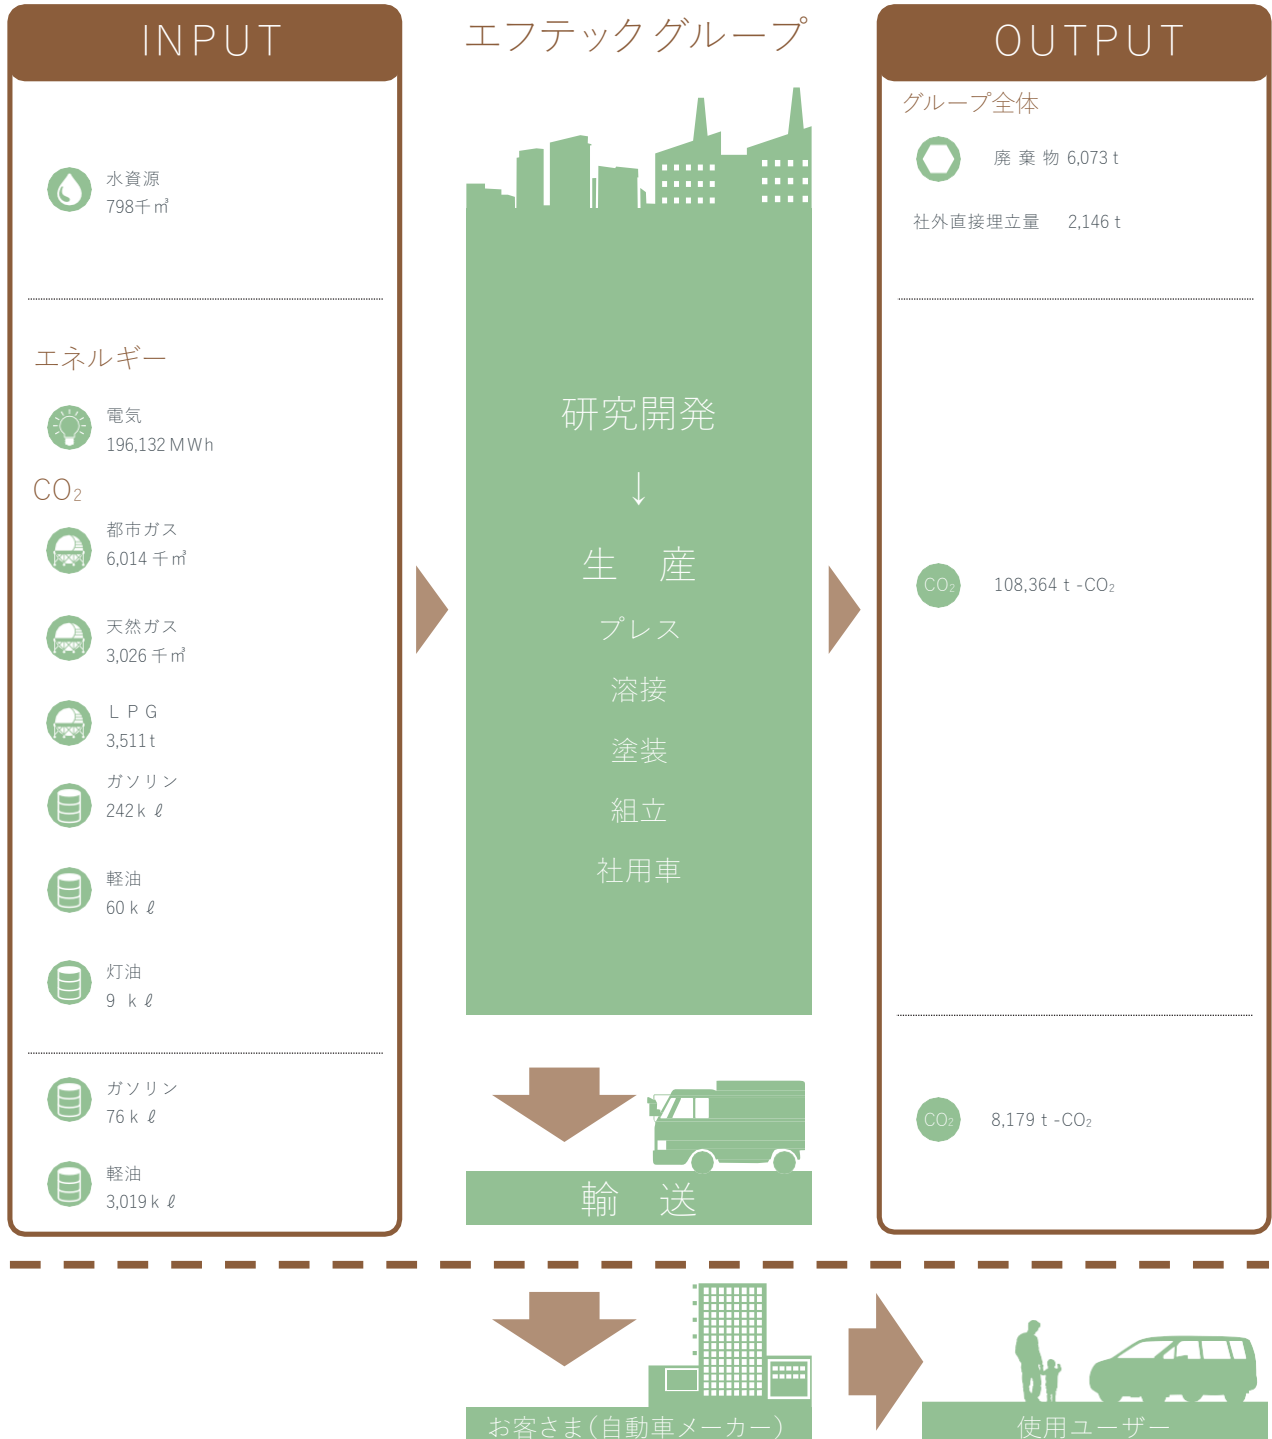 INPUT
水資源
798千㎥
エネルギー
電気
196,132 MWh
CO₂
都市ガス
6,014 千㎥
天然ガス
3,026 千㎥
ＬＰＧ
3,511t
ガソリン
242kℓ
軽油
60kℓ
灯油
9 kℓ
ガソリン
76kℓ
軽油
3,019kℓ
エフテックグループ
研究開発
↓
生　産
プレス
溶接
塗装
組立
社用車
輸　送
お客さま（自動車メーカー）
OUTPUT
グループ全体
廃棄物 6,073 t
社外直接埋立量 2,146 t
CO₂ 108,364 t -CO₂
CO₂ 8,179 t -CO₂
使用ユーザー